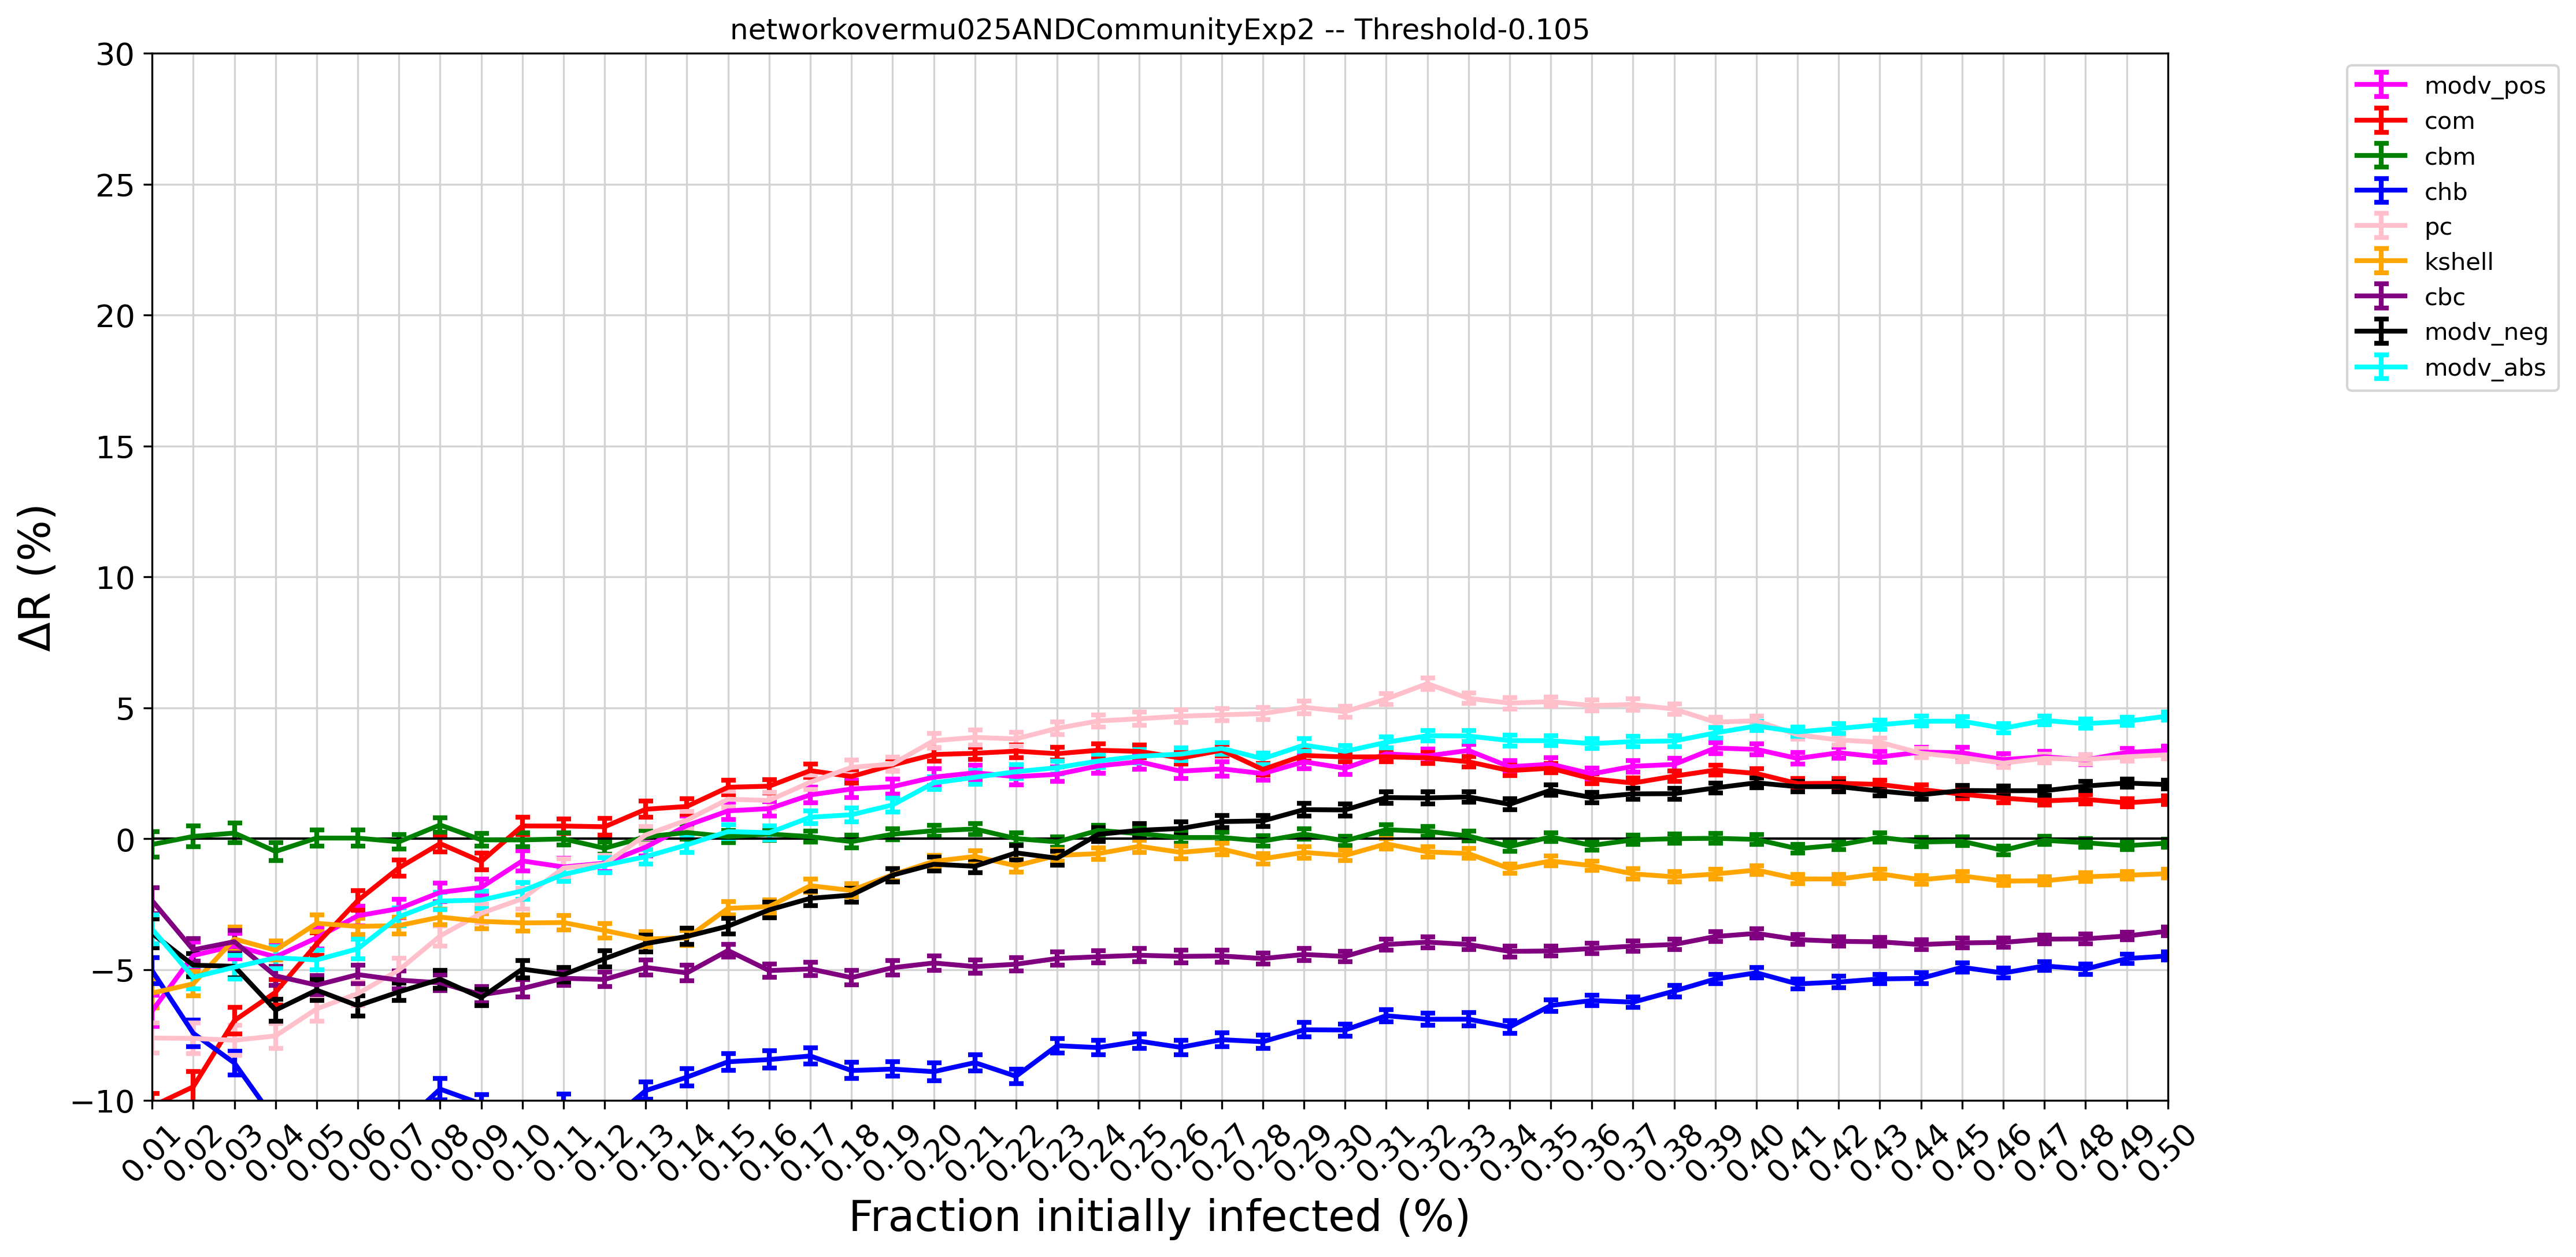 networkovermu025ANDCommunityExp2 -- Threshold-0.105
30
25
20
15
10
5
0
−5
−10
ΔR (%)
0.01 0.02 0.03 0.04 0.05 0.06 0.07 0.08 0.09 0.10 0.11 0.12 0.13 0.14 0.15 0.16 0.17 0.18 0.19 0.20 0.21 0.22 0.23 0.24 0.25 0.26 0.27 0.28 0.29 0.30 0.31 0.32 0.33 0.34 0.35 0.36 0.37 0.38 0.39 0.40 0.41 0.42 0.43 0.44 0.45 0.46 0.47 0.48 0.49 0.50
Fraction initially infected (%)
modv_pos
com
cbm
chb
pc
kshell
cbc
modv_neg
modv_abs